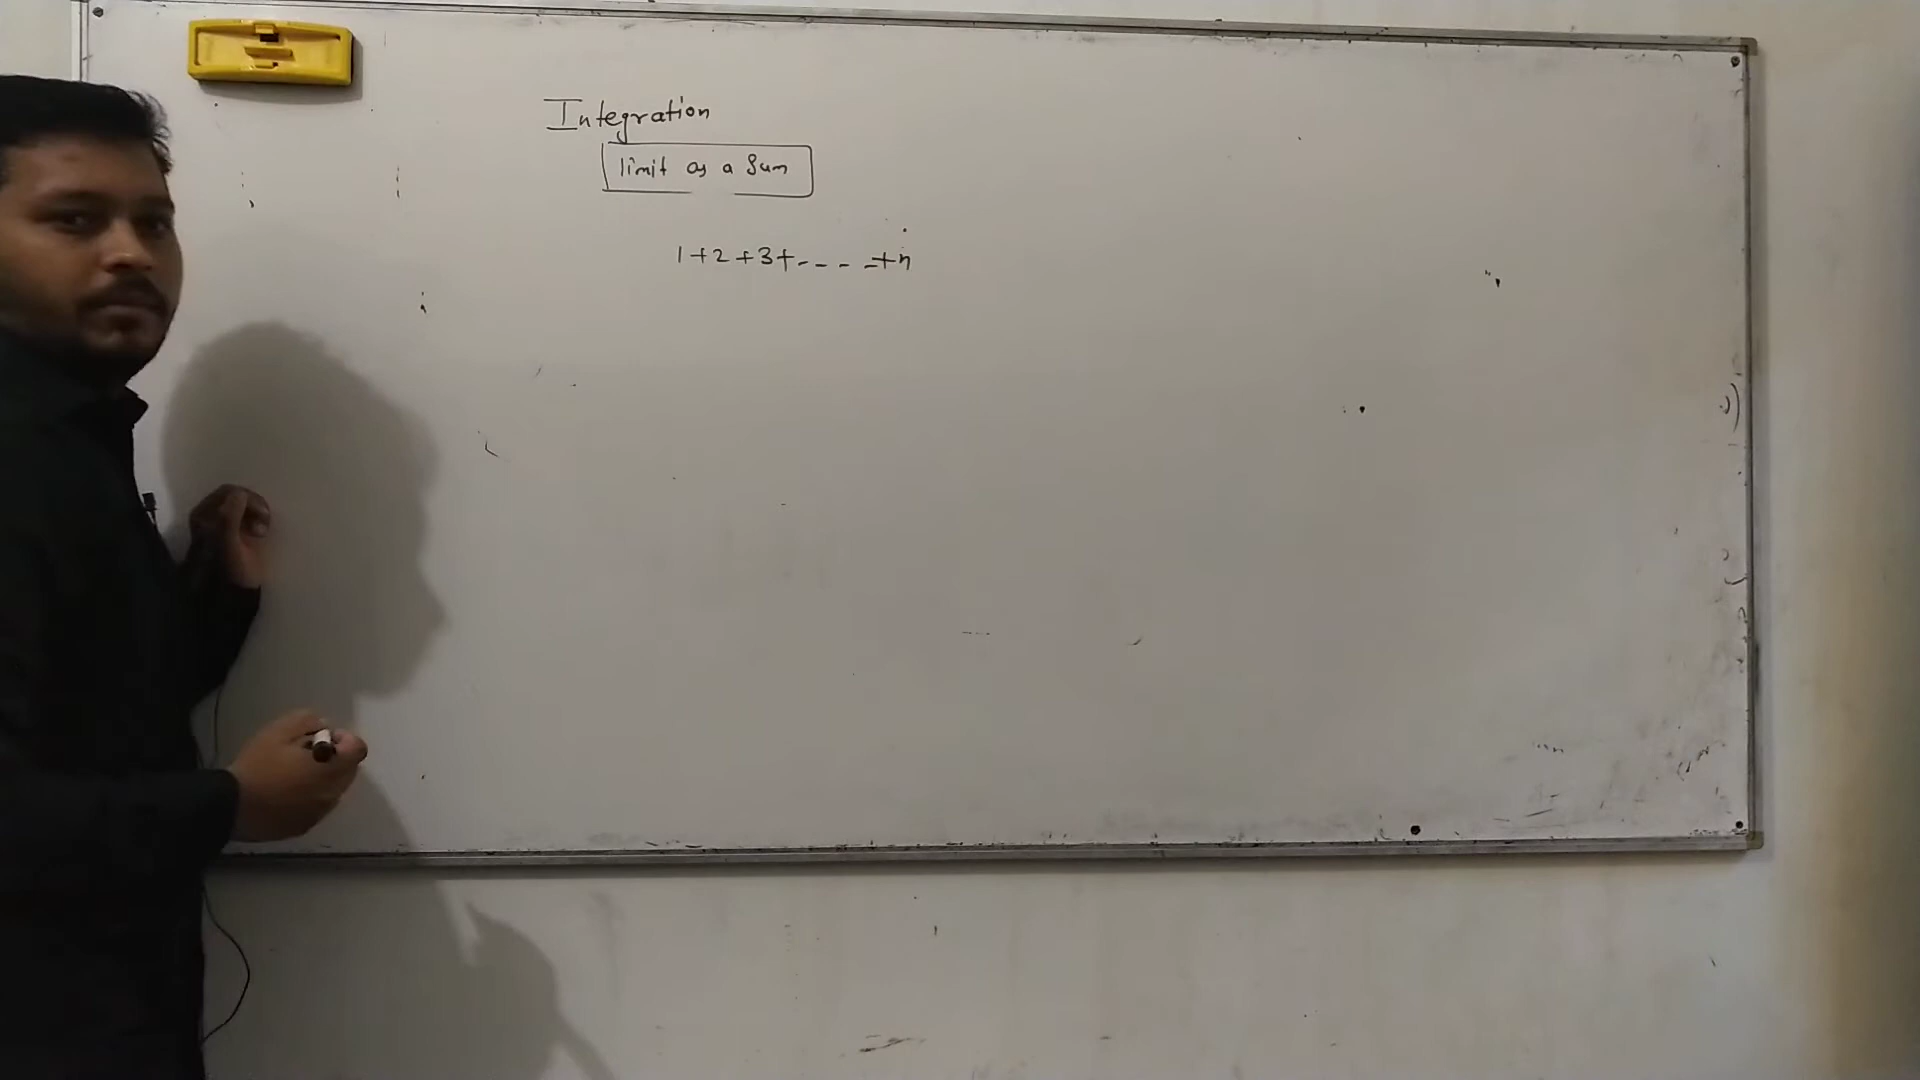 Integration
limit as a sum
1+2+3+-----+n